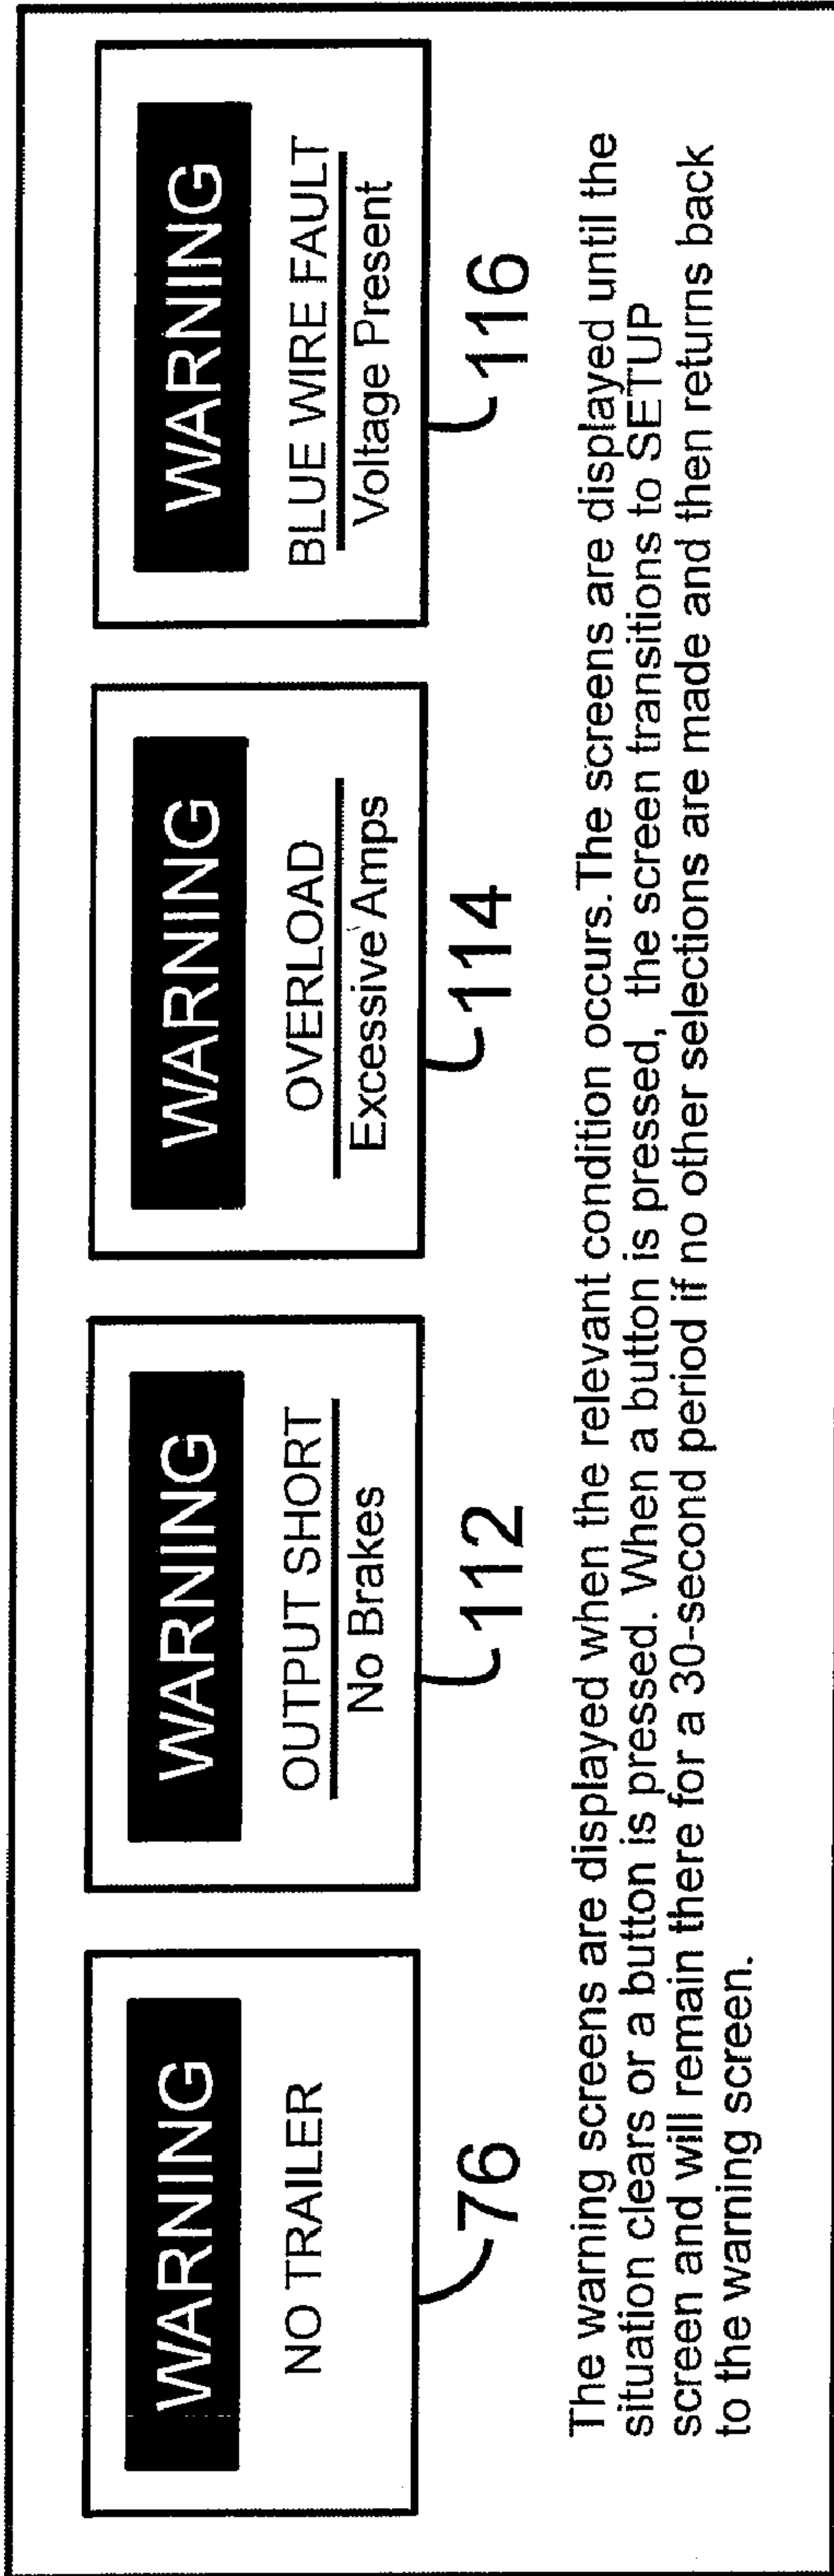 WARNING
NO TRAILER
76
WARNING
OUTPUT SHORT
No Brakes
112
WARNING
OVERLOAD
Excessive Amps
114
WARNING
BLUE WIRE FAULT
Voltage Present
116
The warning screens are displayed when the relevant condition occurs. The screens are displayed until the
situation clears or a button is pressed. When a button is pressed, the screen transitions to SETUP
screen and will remain there for a 30-second period if no other selections are made and then returns back
to the warning screen.